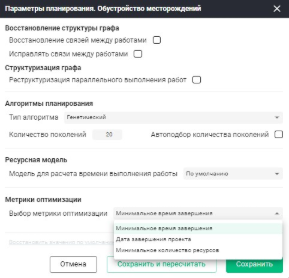 Параметры планирования. Обустройство месторождений
Восстановление структуры графа
Восстановление связей между работами
Исправлять связи между работами
Структуризация графа
Реструктуризация параллельного выполнения работ
Алгоритмы планирования
Тип алгоритма Генетический
Количество поколений 20 Автоподбор количества поколений
Ресурсная модель
Модель для расчета времени выполнения работы По умолчанию
Метрики оптимизации
Выбор метрики оптимизации Минимальное время завершения
Минимальное время завершения
Дата завершения проекта
Минимальное количество ресурсов
Отмена Сохранить и пересчитать Сохранить